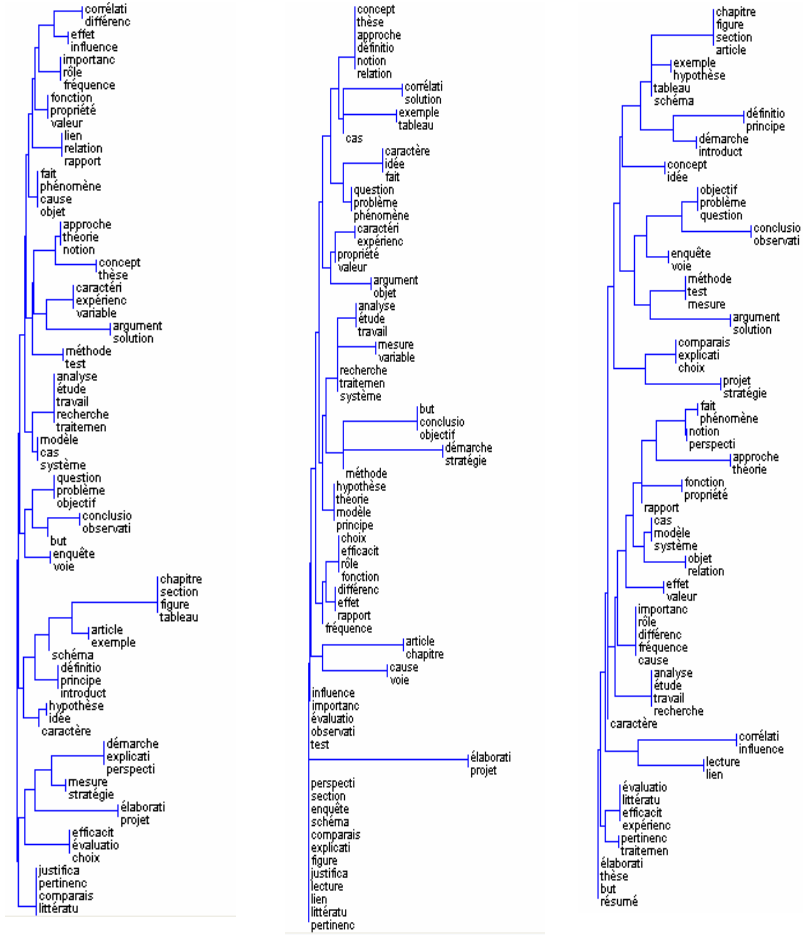 corrélati
différenc
effet
influence
importanc
rôle
fréquence
fonction
propriété
valeur
lien
relation
rapport
fait
phénomène
cause
objet
approche
théorie
notion
concept
thèse
caractéri
expérienc
variable
argument
solution
méthode
test
analyse
étude
travail
recherche
traitemen
modèle
cas
système
question
problème
objectif
conclusio
observati
but
enquête
voie
chapitre
section
figure
tableau
article
exemple
schéma
définitio
principe
introduct
hypothèse
idée
caractère
démarche
explicati
perspecti
mesure
stratégie
élaborati
projet
efficacit
évaluatio
choix
justifica
pertinenc
comparais
littératu
concept
thèse
approche
définitio
notion
relation
corrélati
solution
exemple
tableau
cas
caractère
idée
fait
question
problème
phénomène
caractéri
expérienc
propriété
valeur
argument
objet
analyse
étude
travail
mesure
variable
recherche
traitemen
système
but
conclusio
objectif
démarche
stratégie
méthode
hypothèse
théorie
modèle
principe
choix
efficacit
rôle
fonction
différenc
effet
rapport
fréquence
article
chapitre
cause
voie
influence
importanc
évaluatio
observati
test
élaborati
projet
perspecti
section
enquête
schéma
comparais
explicati
figure
justifica
lecture
lien
littératu
pertinenc
chapitre
figure
section
article
exemple
hypothèse
tableau
schéma
définitio
principe
démarche
introduct
concept
idée
objectif
problème
question
conclusio
observati
enquête
voie
méthode
test
mesure
argument
solution
comparais
explicati
choix
projet
stratégie
fait
phénomène
notion
perspecti
approche
théorie
fonction
propriété
rapport
cas
modèle
système
objet
relation
effet
valeur
importanc
rôle
différenc
fréquence
cause
analyse
étude
travail
recherche
caractère
corrélati
influence
lecture
lien
évaluatio
littératu
efficacit
expérienc
pertinenc
traitemen
élaborati
thèse
but
résumé